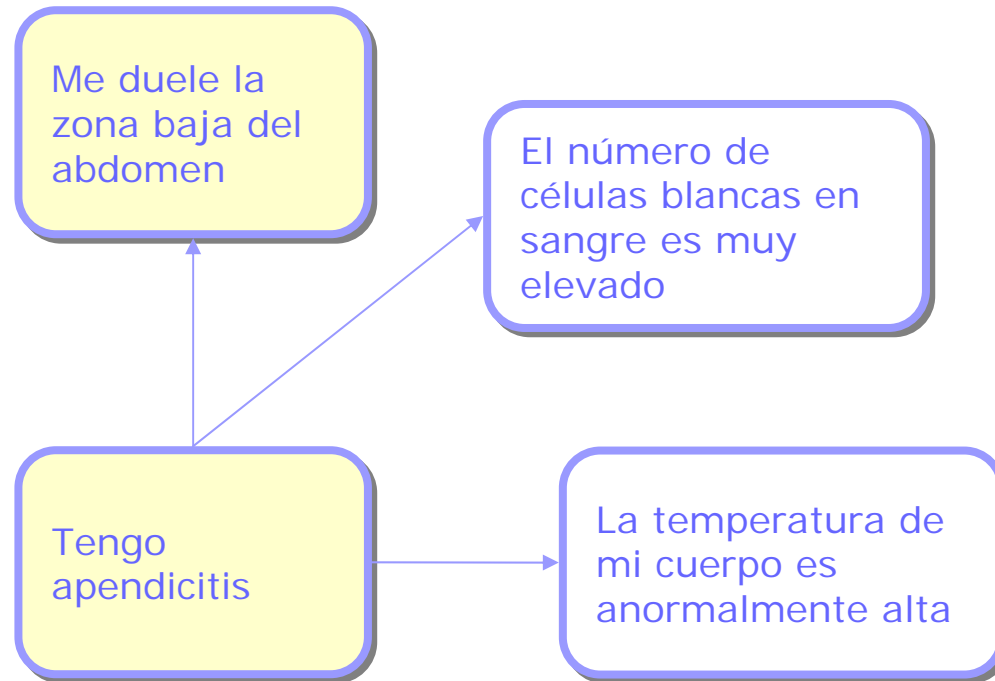 Me duele la
zona baja del
abdomen
El número de
células blancas en
sangre es muy
elevado
Tengo
apendicitis
La temperatura de
mi cuerpo es
anormalmente alta